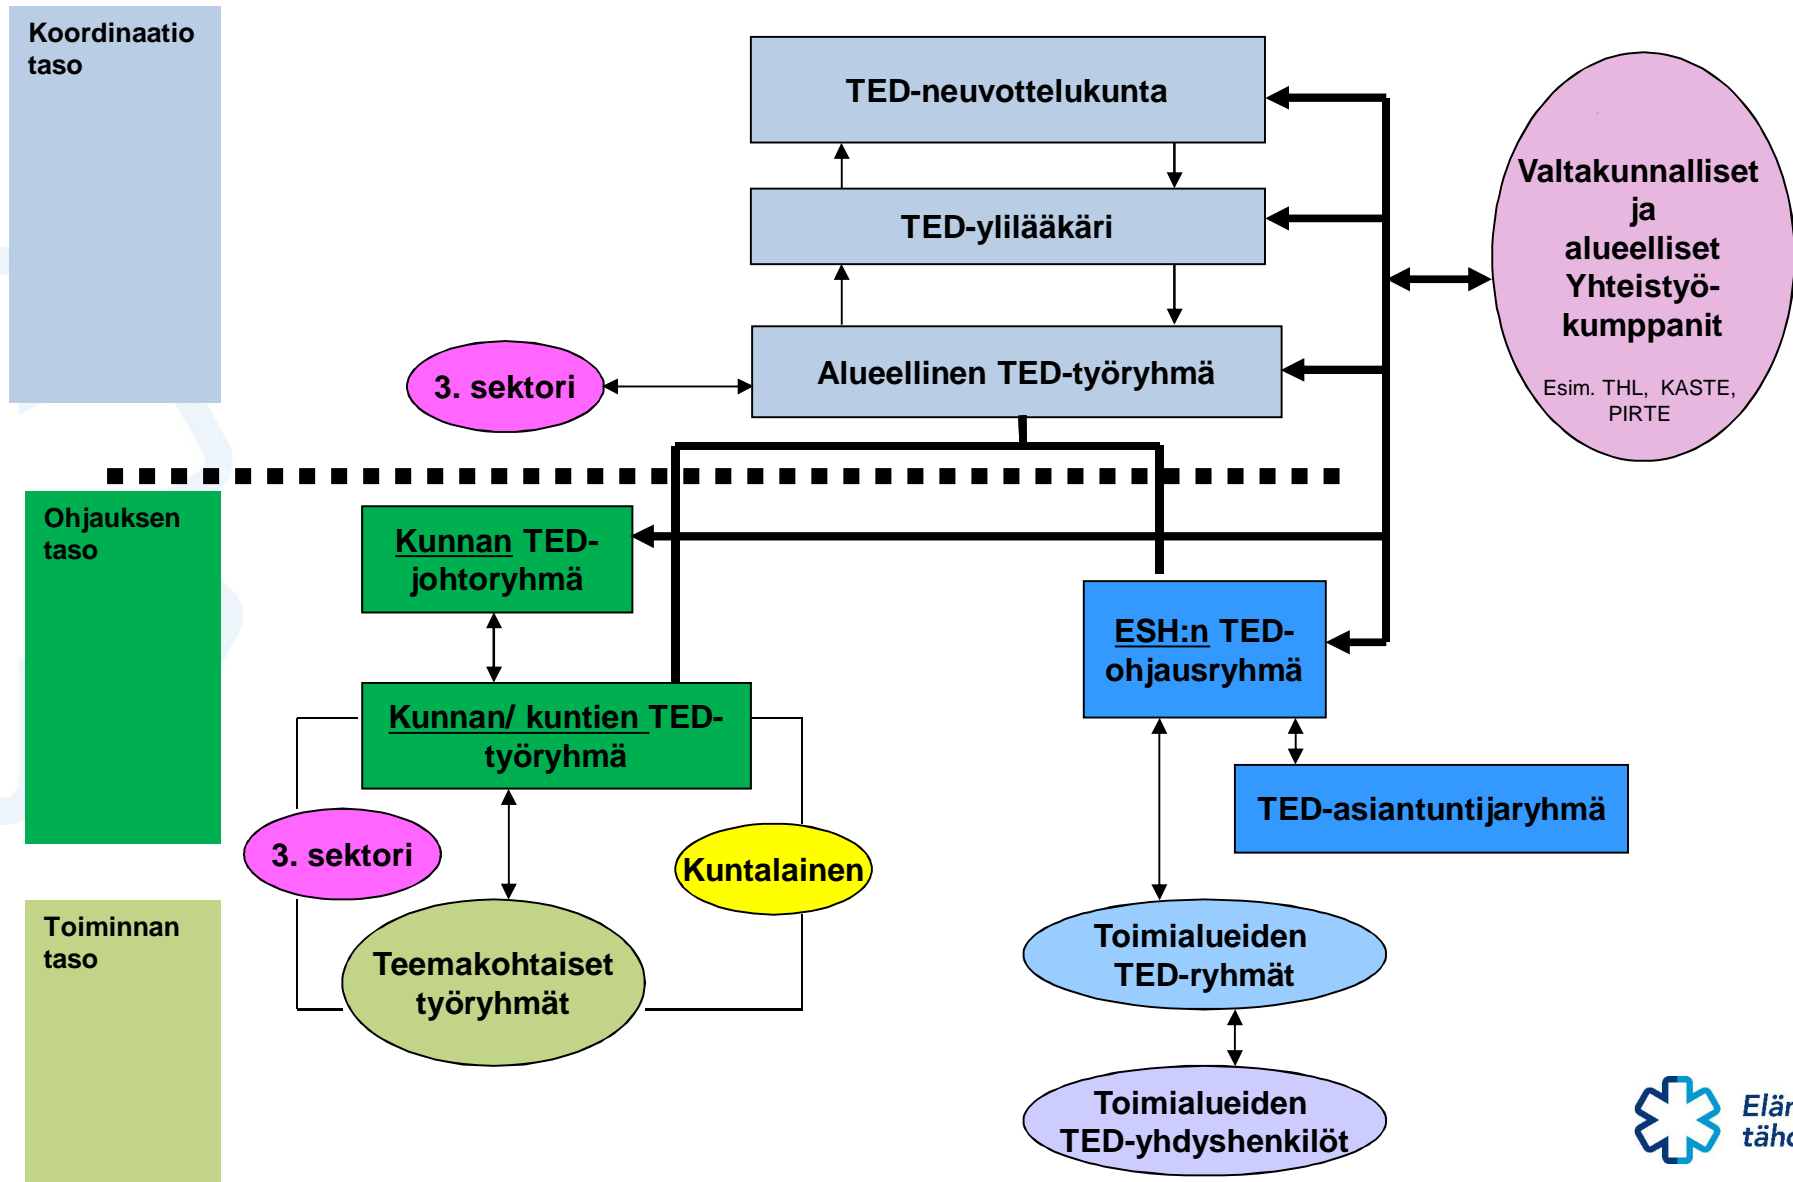 Koordinaatio
taso
TED-neuvottelukunta
TED-ylilääkäri
Alueellinen TED-työryhmä
3. sektori
Valtakunnalliset
ja
alueelliset
Yhteistyö-
kumppanit
Esim. THL, KASTE,
PIRTE
Ohjauksen
taso
Kunnan TED-
johtoryhmä
Kunnan/ kuntien TED-
työryhmä
ESH:n TED-
ohjausryhmä
TED-asiantuntijaryhmä
3. sektori
Kuntalainen
Toiminnan
taso
Teemakohtaiset
työryhmät
Toimialueiden
TED-ryhmät
Toimialueiden
TED-yhdyshenkilöt